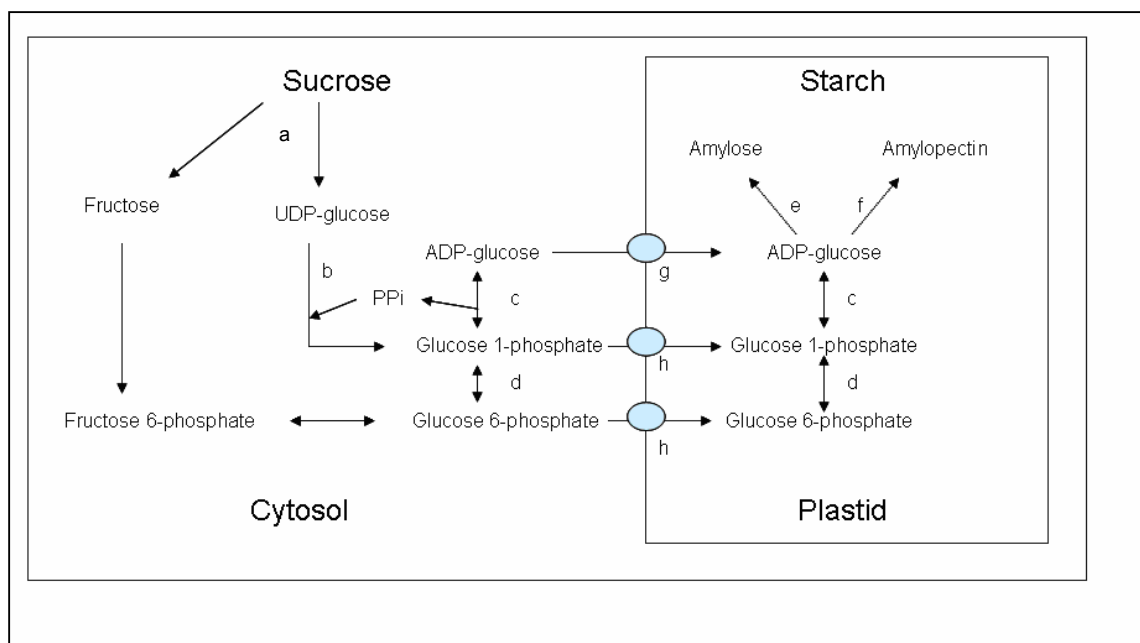 Sucrose
Starch
a
Amylose
Amylopectin
Fructose
UDP-glucose
e
f
ADP-glucose
ADP-glucose
b
g
PPi
c
c
Glucose 1-phosphate
Glucose 1-phosphate
h
d
d
Fructose 6-phosphate
Glucose 6-phosphate
Glucose 6-phosphate
h
Cytosol
Plastid